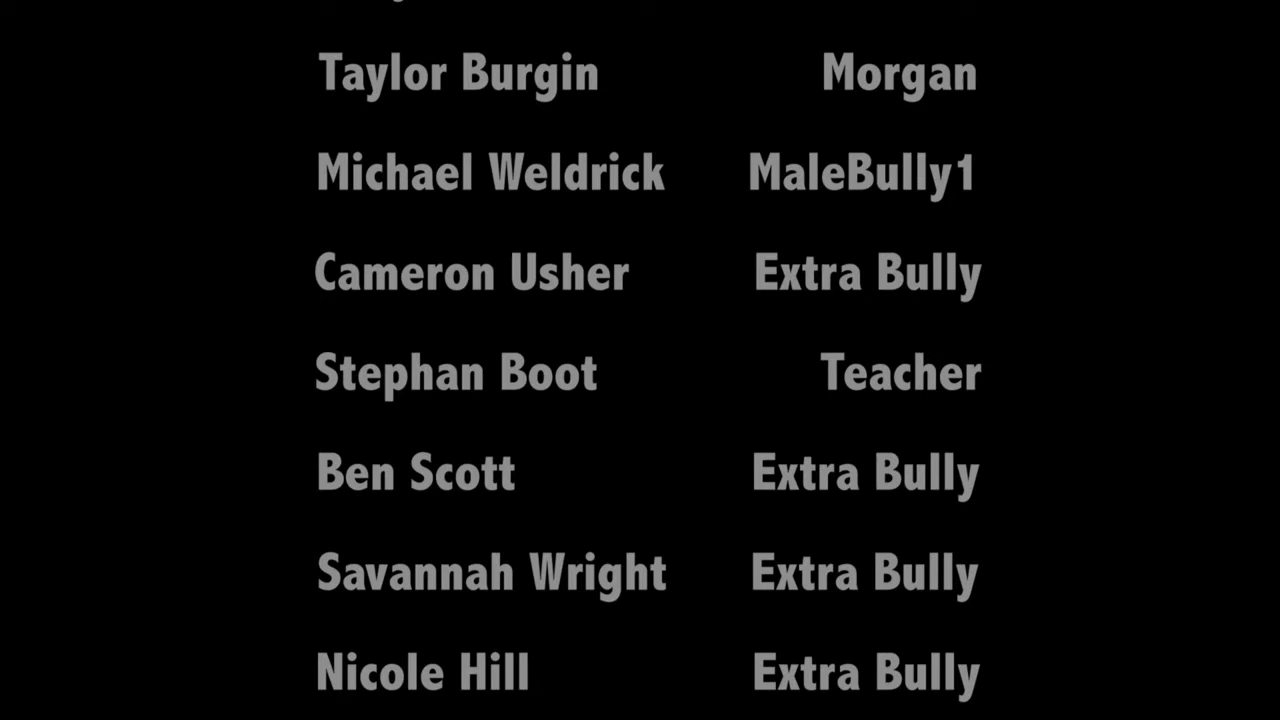 Taylor Burgin Morgan
Michael Weldrick MaleBully1
Cameron Usher Extra Bully
Stephan Boot Teacher
Ben Scott Extra Bully
Savannah Wright Extra Bully
Nicole Hill Extra Bully